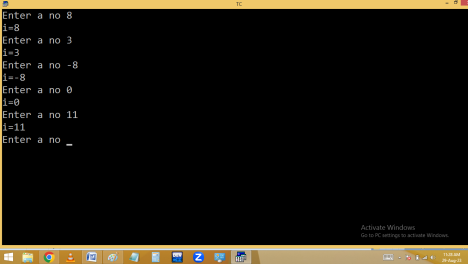 TC
Enter a no 8
i=8
Enter a no 3
i=3
Enter a no -8
i=-8
Enter a no 0
i=0
Enter a no 11
i=11
Enter a no _
Activate Windows
Go to PC settings to activate Windows.